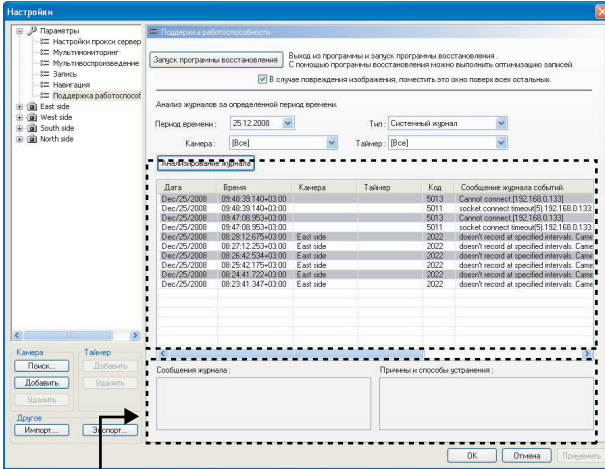 Настройки
Параметры
Настройки прокси сервер
Мультимониторинг
Мультивоспроизведение
Запись
Навигация
Поддержка работоспособ
East side
West side
South side
North side
Камера
Таймер
Поиск...
Добавить
Добавить
Удалить
Удалить
Другое
Импорт...
Экспорт...
Поддержка работоспособности
Запуск программы восстановления
Выход из программы и запуск программы восстановления .
С помощью программы восстановления можно выполнить оптимизацию записей.
В случае повреждения изображения, поместить это окно поверх всех остальных.
Анализ журналов за определенной период времени.
Период времени : 25.12.2008 Тип : Системный журнал
Камера : [Все] Таймер : [Все]
Анализирование журнала
Дата Время Камера Таймер Код Сообщение журнала событий.
Dec/25/2008 09:48:39.140+03:00 5013 Cannot connect.[192.168.0.133]
Dec/25/2008 09:48:39.140+03:00 5011 socket connect timeout(5).192.168.0.133:
Dec/25/2008 09:47:08.953+03:00 5013 Cannot connect.[192.168.0.133]
Dec/25/2008 09:47:08.953+03:00 5011 socket connect timeout(5).192.168.0.133:
Dec/25/2008 08:28:12.675+03:00 East side 2022 doesn't record at specified intervals. Came
Dec/25/2008 08:27:12.253+03:00 East side 2022 doesn't record at specified intervals. Came
Dec/25/2008 08:26:42.534+03:00 East side 2022 doesn't record at specified intervals. Came
Dec/25/2008 08:25:42.175+03:00 East side 2022 doesn't record at specified intervals. Came
Dec/25/2008 08:24:41.722+03:00 East side 2022 doesn't record at specified intervals. Came
Dec/25/2008 08:23:41.347+03:00 East side 2022 doesn't record at specified intervals. Came
Сообщения журнала :
Причины и способы устранения :
OK
Отмена
Применить